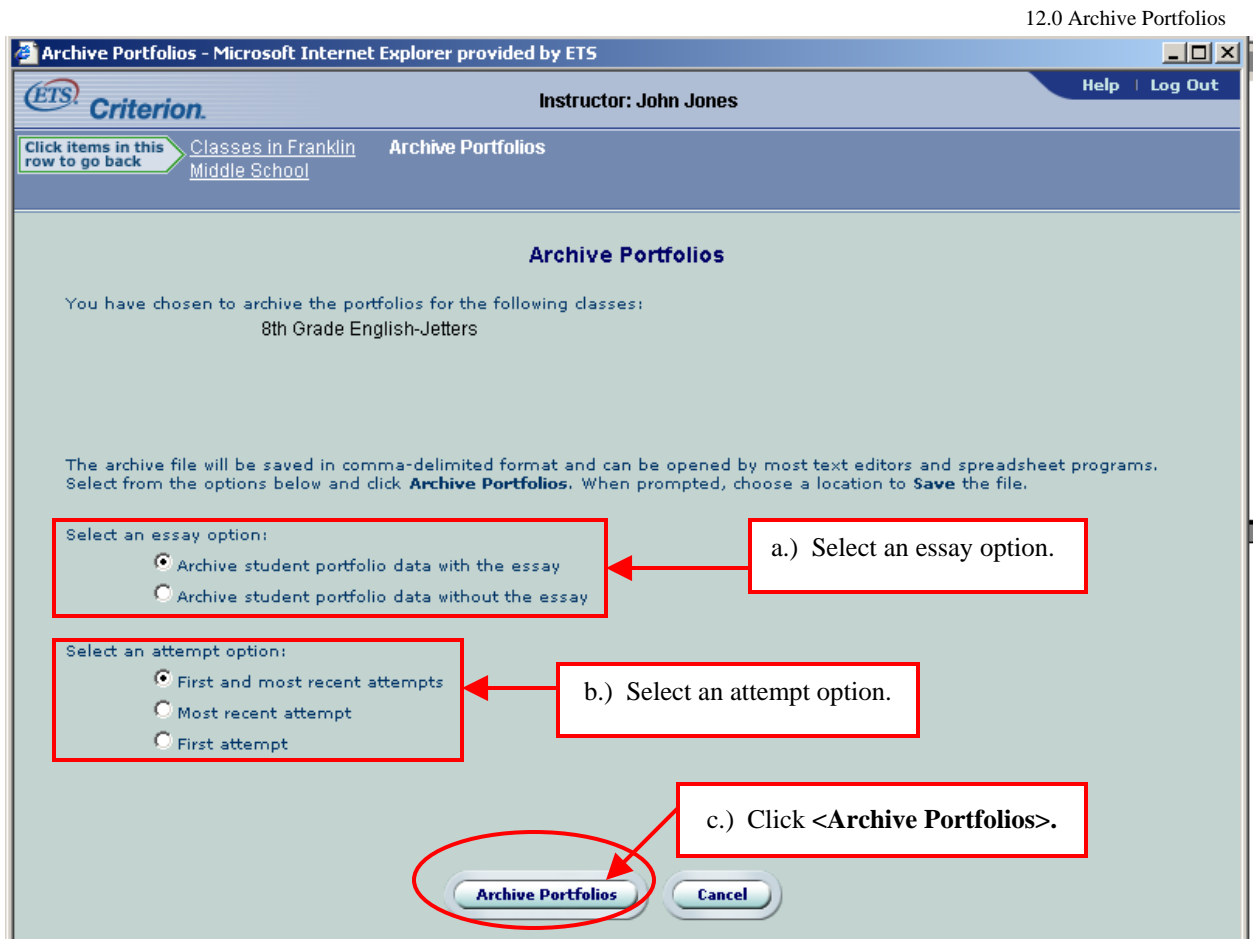 12.0 Archive Portfolios
Archive Portfolios - Microsoft Internet Explorer provided by ETS
ETS Criterion.
Instructor: John Jones
Help | Log Out
Click items in this
row to go back
Classes in Franklin
Middle School
Archive Portfolios
Archive Portfolios
You have chosen to archive the portfolios for the following classes:
8th Grade English-Jetters
The archive file will be saved in comma-delimited format and can be opened by most text editors and spreadsheet programs.
Select from the options below and click Archive Portfolios. When prompted, choose a location to Save the file.
Select an essay option:
Archive student portfolio data with the essay
Archive student portfolio data without the essay
a.) Select an essay option.
Select an attempt option:
First and most recent attempts
Most recent attempt
First attempt
b.) Select an attempt option.
c.) Click <Archive Portfolios>.
Archive Portfolios
Cancel